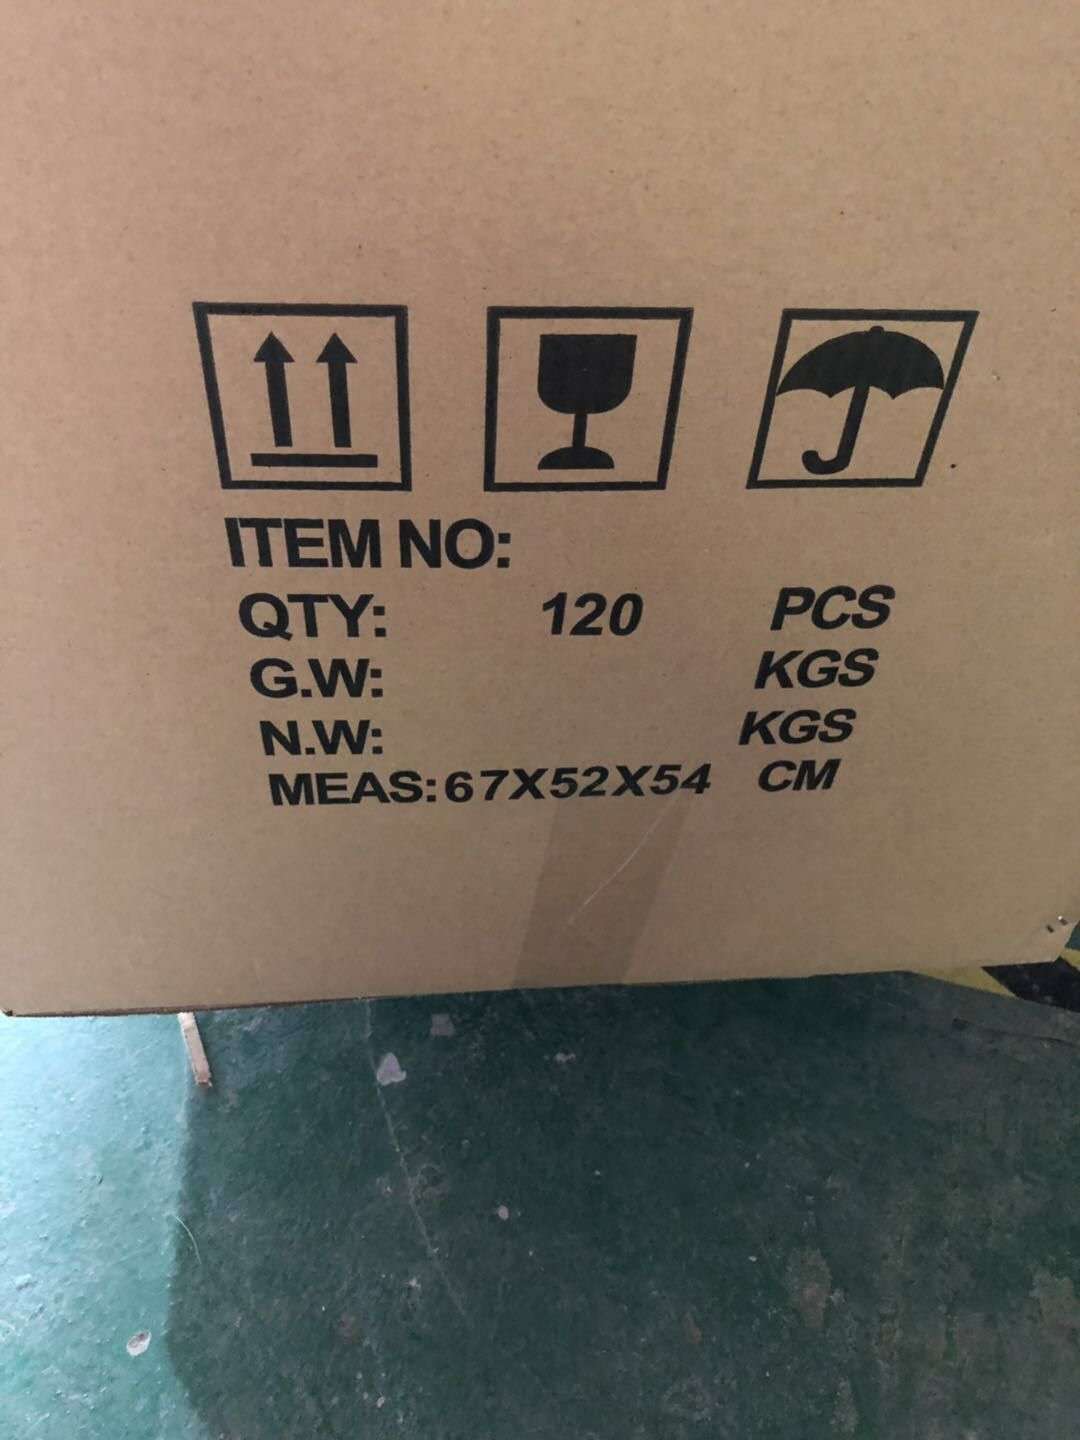 ITEM NO:
QTY: 120 PCS
G.W: KGS
N.W: KGS
MEAS:67X52X54 CM